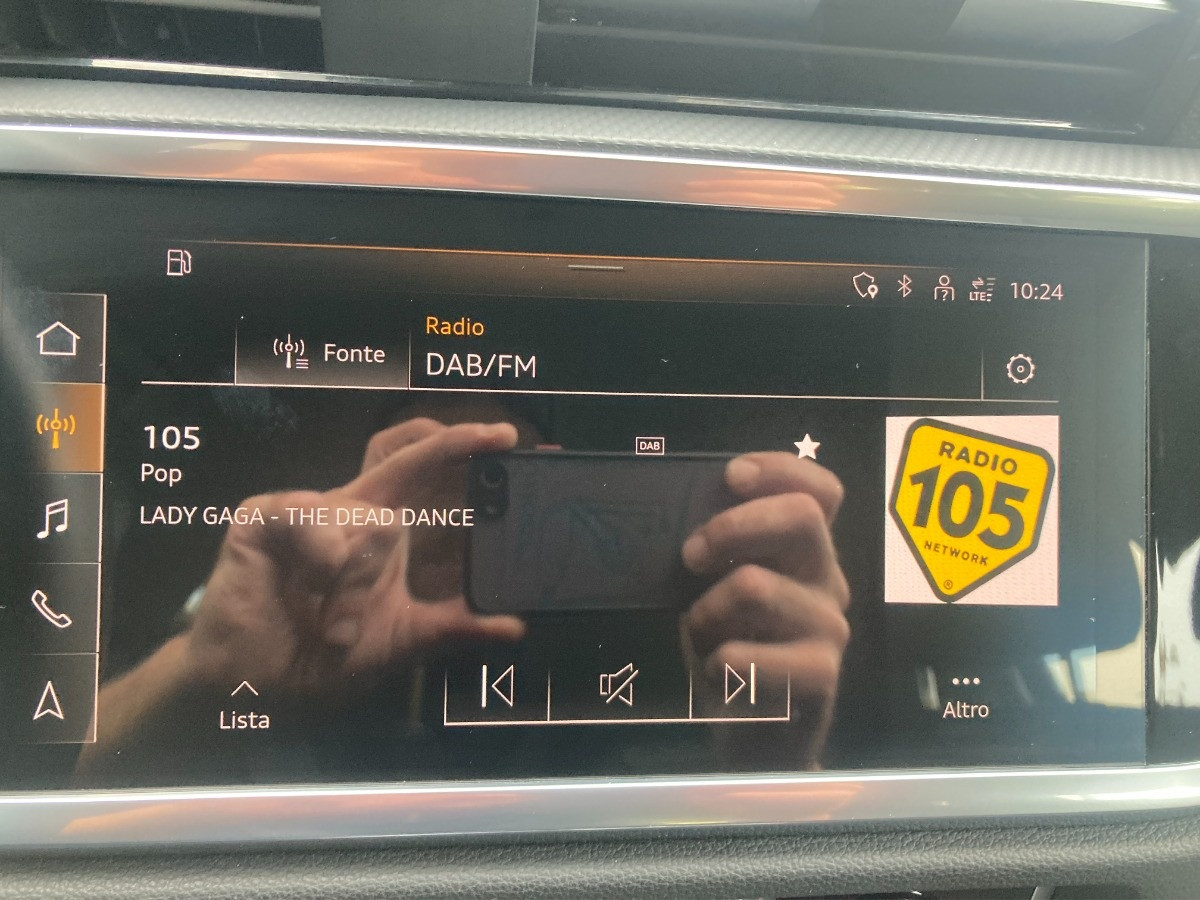 LTE
10:24
Fonte
Radio
DAB/FM
105
Pop
DAB
LADY GAGA - THE DEAD DANCE
RADIO
105
NETWORK
®
Lista
Altro